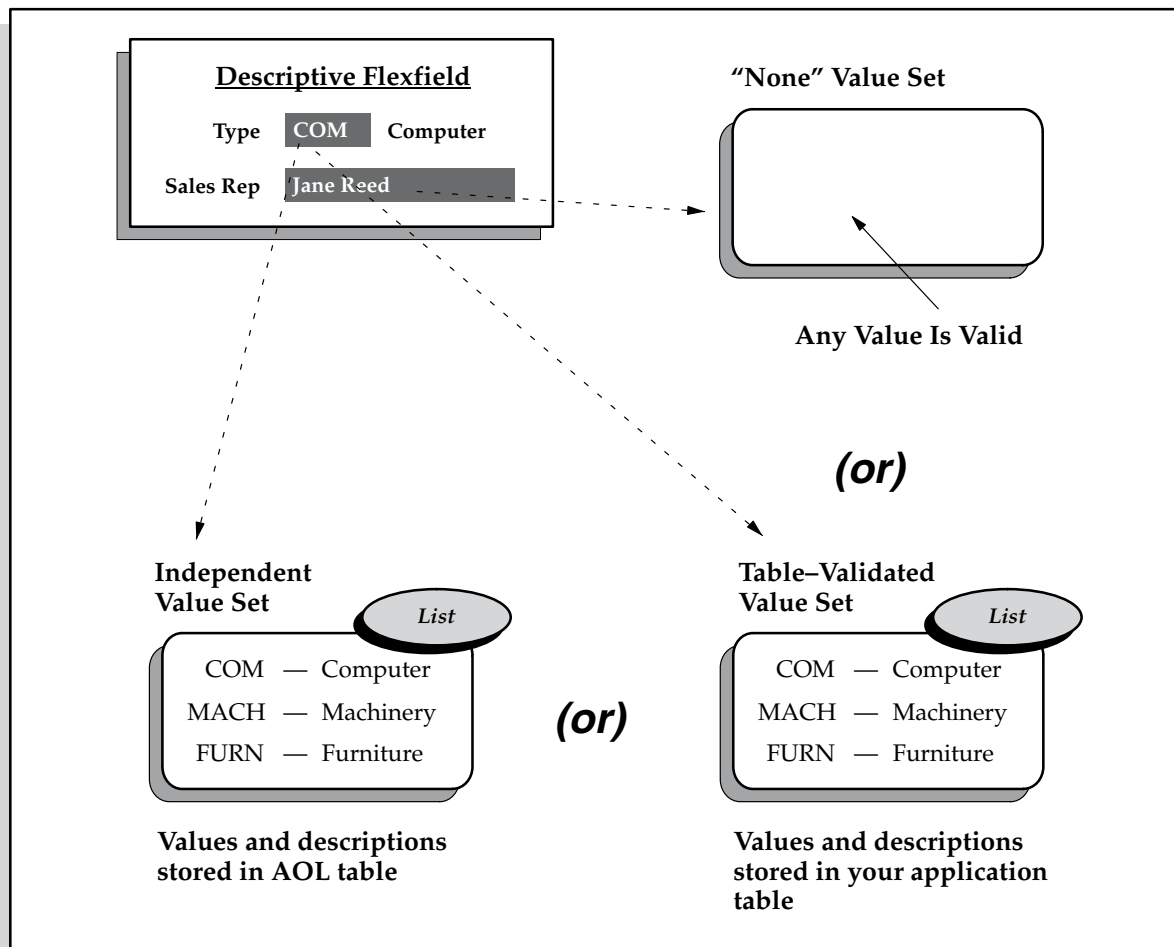 Descriptive Flexfield
Type COM Computer
Sales Rep Jane Reed
“None” Value Set
Any Value Is Valid
(or)
Independent
Value Set
List
COM — Computer
MACH — Machinery
FURN — Furniture
Values and descriptions
stored in AOL table
(or)
Table–Validated
Value Set
List
COM — Computer
MACH — Machinery
FURN — Furniture
Values and descriptions
stored in your application
table